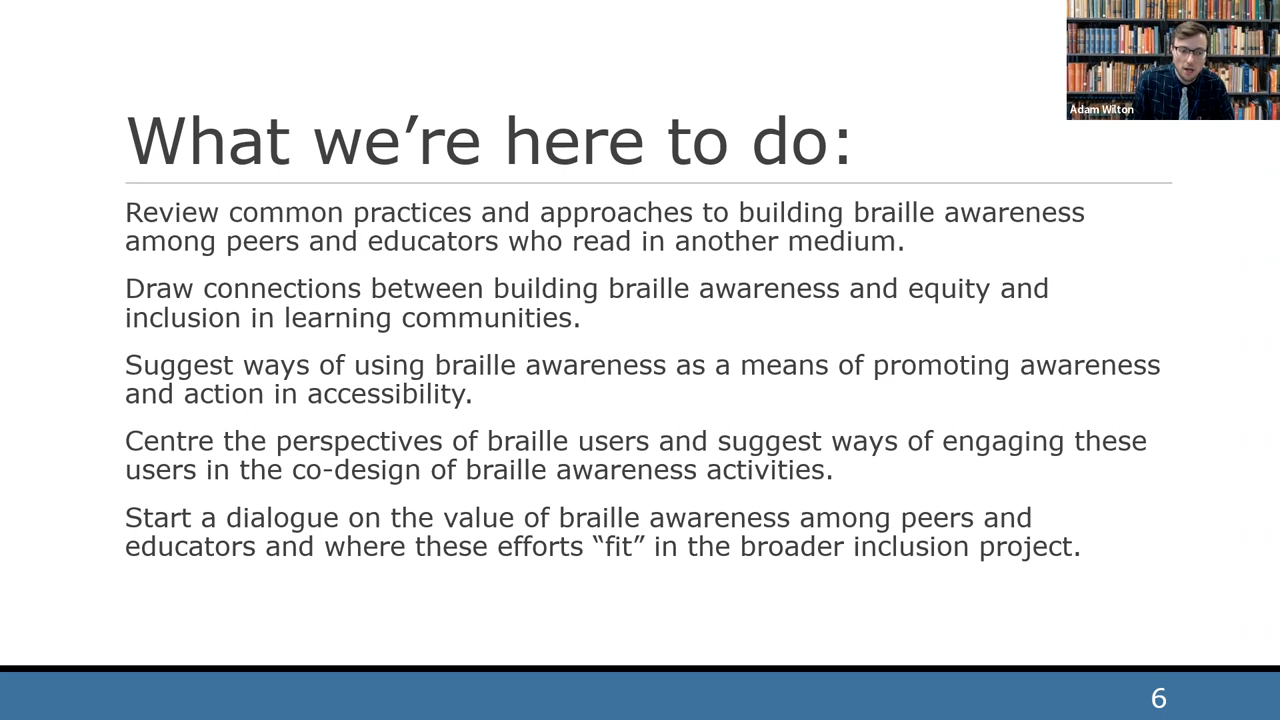 Adam Wilton
What we’re here to do:
Review common practices and approaches to building braille awareness
among peers and educators who read in another medium.
Draw connections between building braille awareness and equity and
inclusion in learning communities.
Suggest ways of using braille awareness as a means of promoting awareness
and action in accessibility.
Centre the perspectives of braille users and suggest ways of engaging these
users in the co-design of braille awareness activities.
Start a dialogue on the value of braille awareness among peers and
educators and where these efforts “fit” in the broader inclusion project.
6